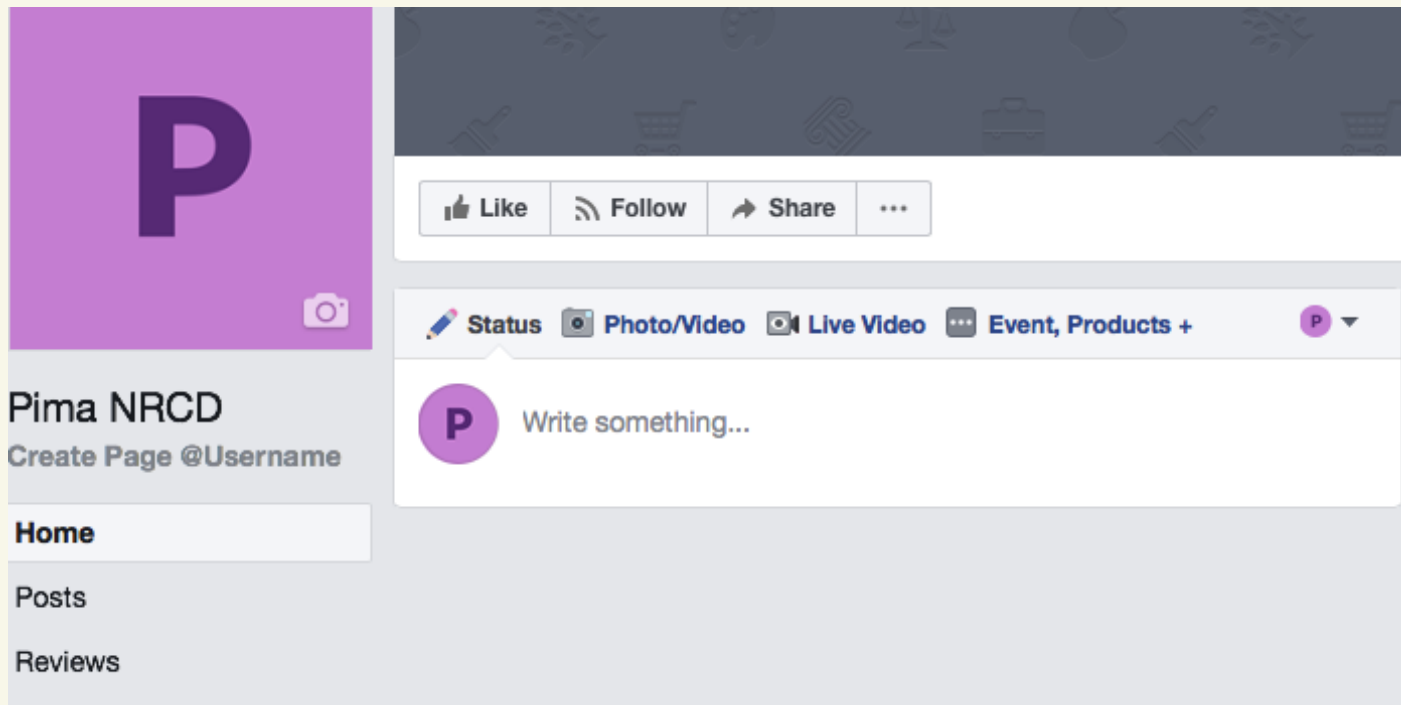 P
Like Follow Share ...
Status Photo/Video Live Video Event, Products + P
P Write something...
Pima NRCD
Create Page @Username
Home
Posts
Reviews